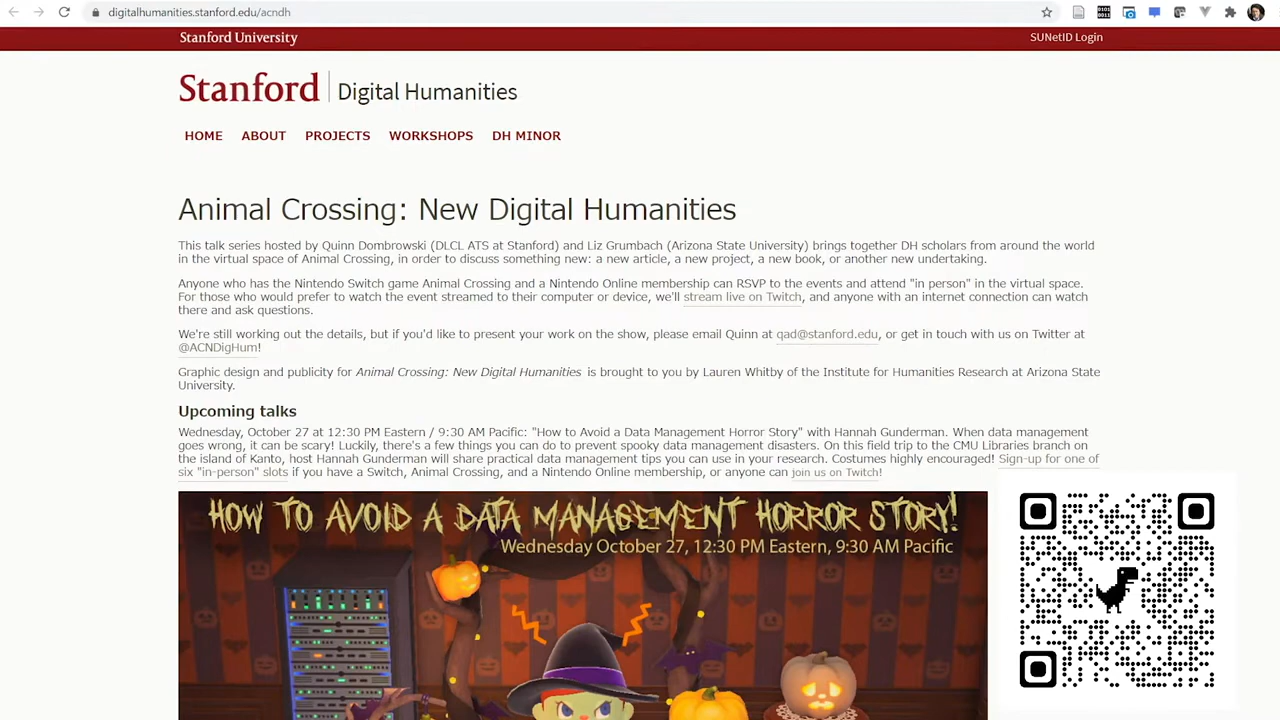 digitalhumanities.stanford.edu/acndh
Stanford University
SUNetID Login
Stanford Digital Humanities
HOME ABOUT PROJECTS WORKSHOPS DH MINOR
Animal Crossing: New Digital Humanities
This talk series hosted by Quinn Dombrowski (DLCL ATS at Stanford) and Liz Grumbach (Arizona State University) brings together DH scholars from around the world
in the virtual space of Animal Crossing, in order to discuss something new: a new article, a new project, a new book, or another new undertaking.
Anyone who has the Nintendo Switch game Animal Crossing and a Nintendo Online membership can RSVP to the events and attend "in person" in the virtual space.
For those who would prefer to watch the event streamed to their computer or device, we'll stream live on Twitch, and anyone with an internet connection can watch
there and ask questions.
We're still working out the details, but if you'd like to present your work on the show, please email Quinn at qad@stanford.edu, or get in touch with us on Twitter at
@ACNDigHum!
Graphic design and publicity for Animal Crossing: New Digital Humanities is brought to you by Lauren Whitby of the Institute for Humanities Research at Arizona State
University.
Upcoming talks
Wednesday, October 27 at 12:30 PM Eastern / 9:30 AM Pacific: "How to Avoid a Data Management Horror Story" with Hannah Gunderman. When data management
goes wrong, it can be scary! Luckily, there's a few things you can do to prevent spooky data management disasters. On this field trip to the CMU Libraries branch on
the island of Kanto, host Hannah Gunderman will share practical data management tips you can use in your research. Costumes highly encouraged! Sign-up for one of
six "in-person" slots if you have a Switch, Animal Crossing, and a Nintendo Online membership, or anyone can join us on Twitch!
HOW TO AVOID A DATA MANAGEMENT HORROR STORY!
Wednesday October 27, 12:30 PM Eastern, 9:30 AM Pacific